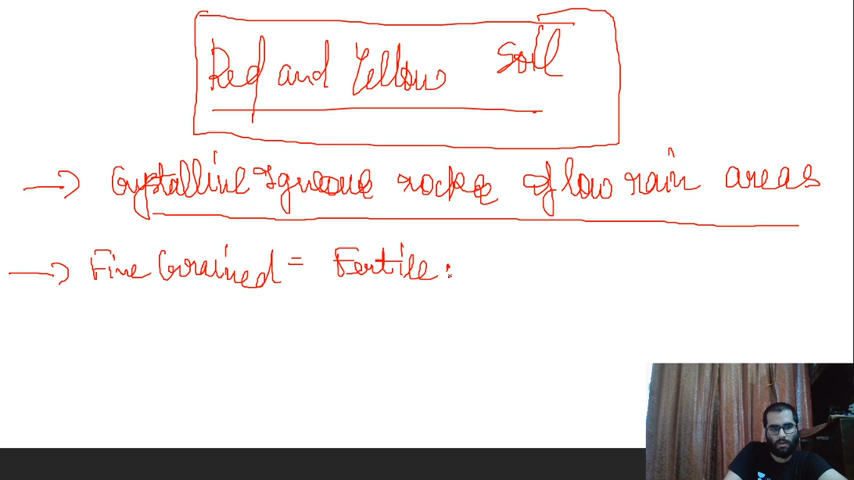 Red and Yellow Soil
→ Crystalline Igneous rocks of low rain areas
→ Fine Grained = Fertile: